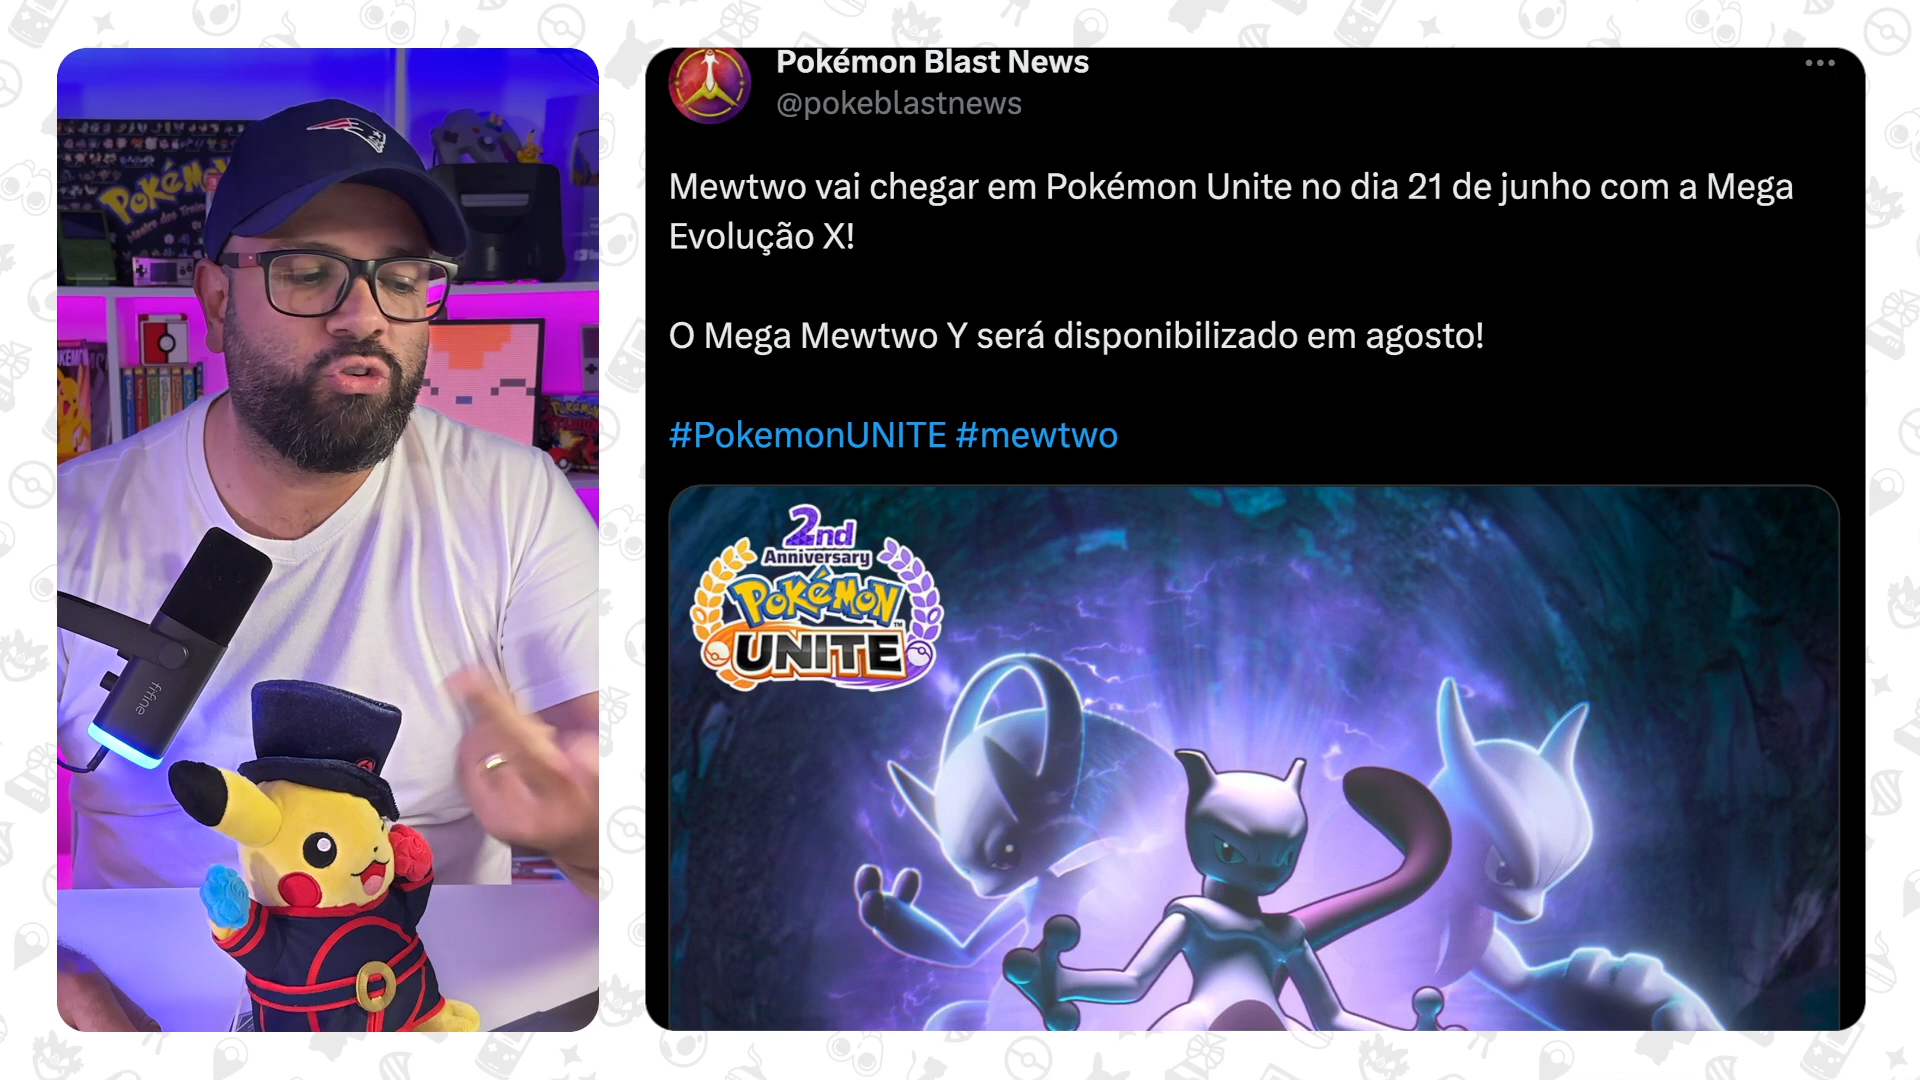 Pokémon Blast News
@pokeblastnews
Mewtwo vai chegar em Pokémon Unite no dia 21 de junho com a Mega
Evolução X!
O Mega Mewtwo Y será disponibilizado em agosto!
#PokemonUNITE #mewtwo
2nd
Anniversary
POKÉMON
UNITE
fifine